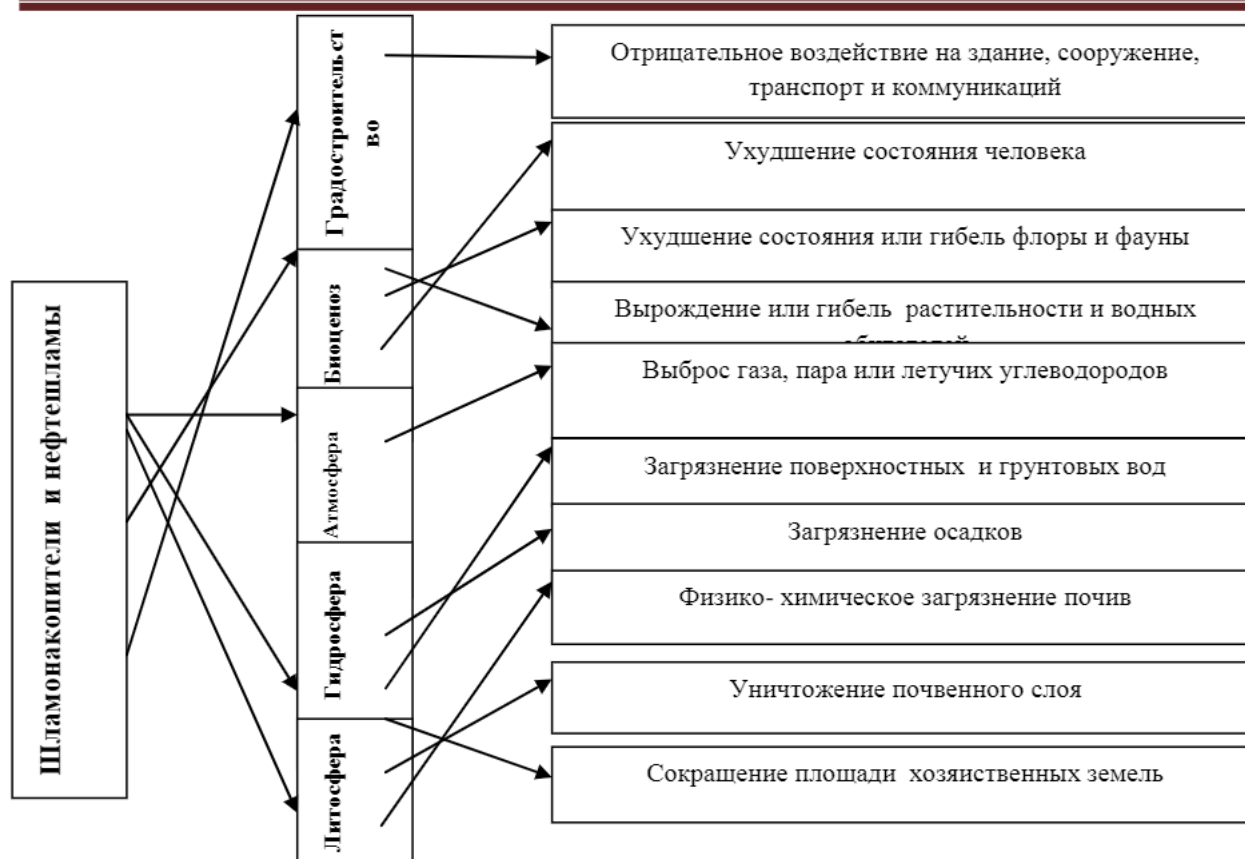 Шламонакопители и нефтешламы
Градостроительст
во
Биоценоз
Атмосфера
Гидросфера
Литосфера
Отрицательное воздействие на здание, сооружение,
транспорт и коммуникаций
Ухудшение состояния человека
Ухудшение состояния или гибель флоры и фауны
Вырождение или гибель растительности и водных
Выброс газа, пара или летучих углеводородов
Загрязнение поверхностных и грунтовых вод
Загрязнение осадков
Физико- химическое загрязнение почив
Уничтожение почвенного слоя
Сокращение площади хозяиственных земель